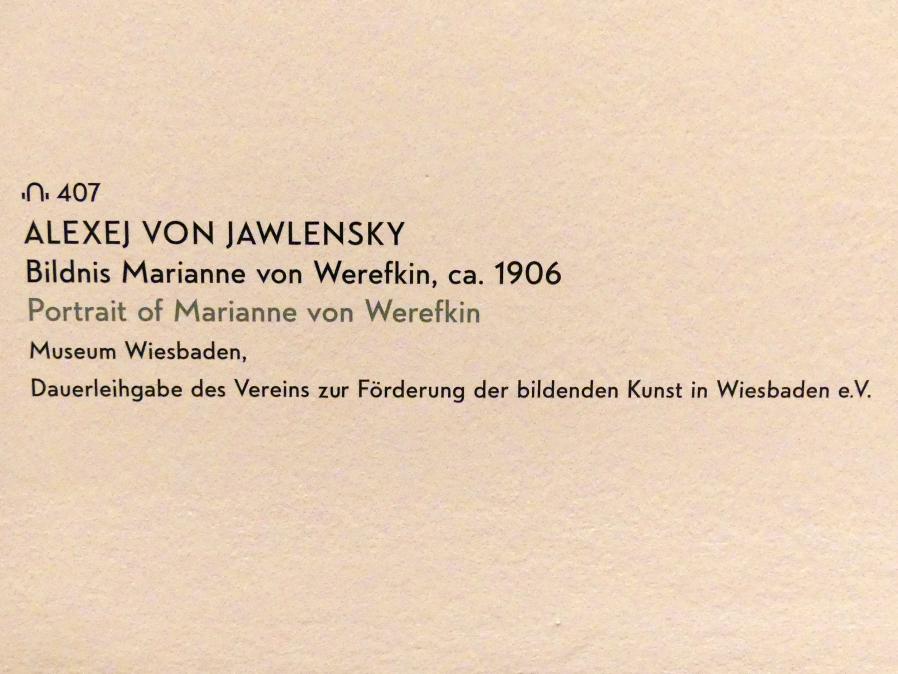 407
ALEXEJ VON JAWLENSKY
Bildnis Marianne von Werefkin, ca. 1906
Portrait of Marianne von Werefkin
Museum Wiesbaden,
Dauerleihgabe des Vereins zur Förderung der bildenden Kunst in Wiesbaden e.V.